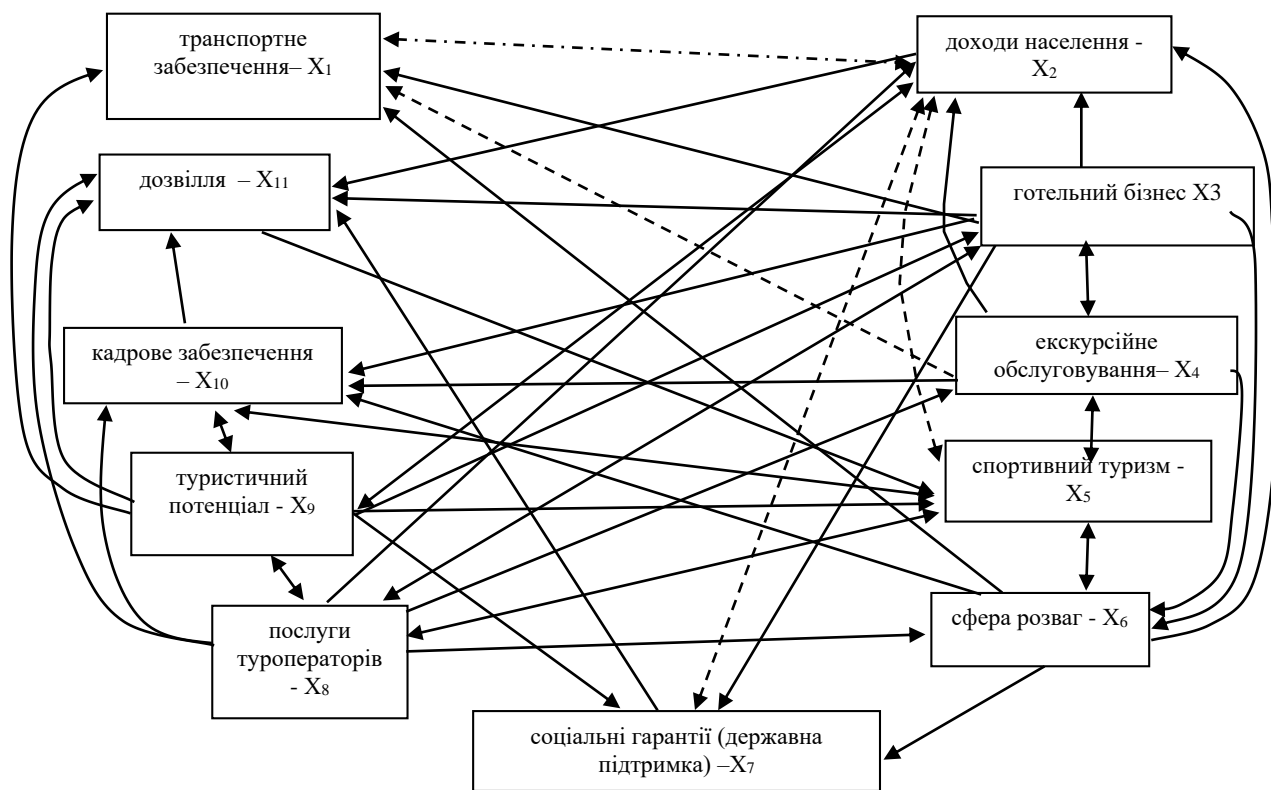 транспортне
забезпечення– X1
доходи населення -
X2
дозвілля – X11
готельний бізнес X3
кадрове забезпечення
– X10
екскурсійне
обслуговування– X4
туристичний
потенціал - X9
спортивний туризм -
X5
послуги
туроператорів
- X8
сфера розваг - X6
соціальні гарантії (державна
підтримка) –X7